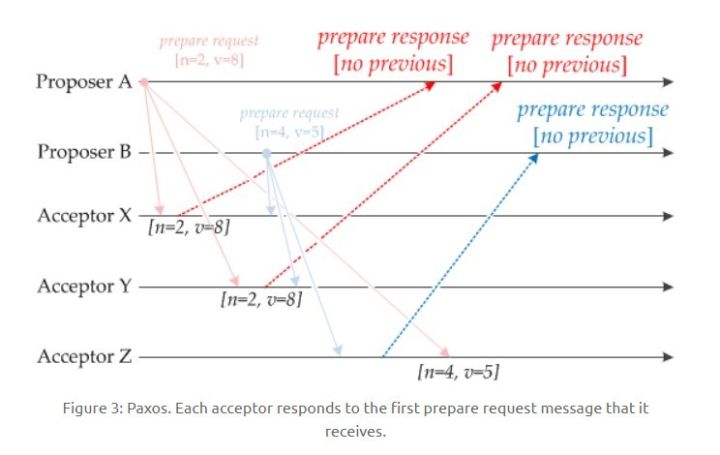 prepare request
[n=2, v=8]
prepare response
[no previous]
prepare response
[no previous]
Proposer A
prepare request
[n=4, v=5]
prepare response
[no previous]
Proposer B
Acceptor X
[n=2, v=8]
Acceptor Y
[n=2, v=8]
Acceptor Z
[n=4, v=5]
Figure 3: Paxos. Each acceptor responds to the first prepare request message that it
receives.